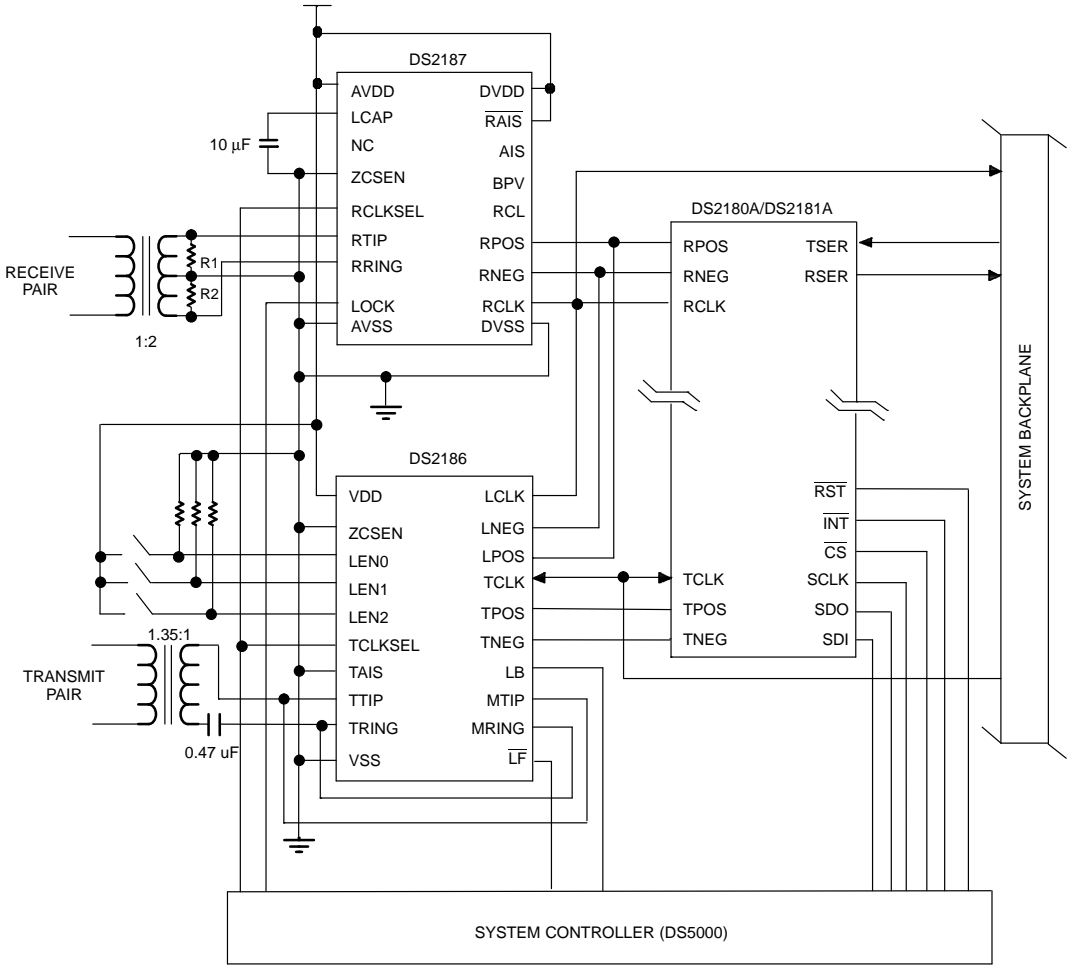 DS2187
AVDD
LCAP
NC
ZCSEN
RCLKSEL
RTIP
RRING
LOCK
AVSS
DVDD
RAIS
AIS
BPV
RCL
RPOS
RNEG
RCLK
DVSS
10 μF
RECEIVE
PAIR
1:2
R1
R2
DS2180A/DS2181A
RPOS
RNEG
RCLK
TCLK
TPOS
TNEG
TSER
RSER
RST
INT
CS
SCLK
SDO
SDI
SYSTEM BACKPLANE
DS2186
VDD
ZCSEN
LEN0
LEN1
LEN2
TCLKSEL
TAIS
TTIP
TRING
VSS
LCLK
LNEG
LPOS
TCLK
TPOS
TNEG
LB
MTIP
MRING
LF
1.35:1
TRANSMIT
PAIR
0.47 uF
SYSTEM CONTROLLER (DS5000)